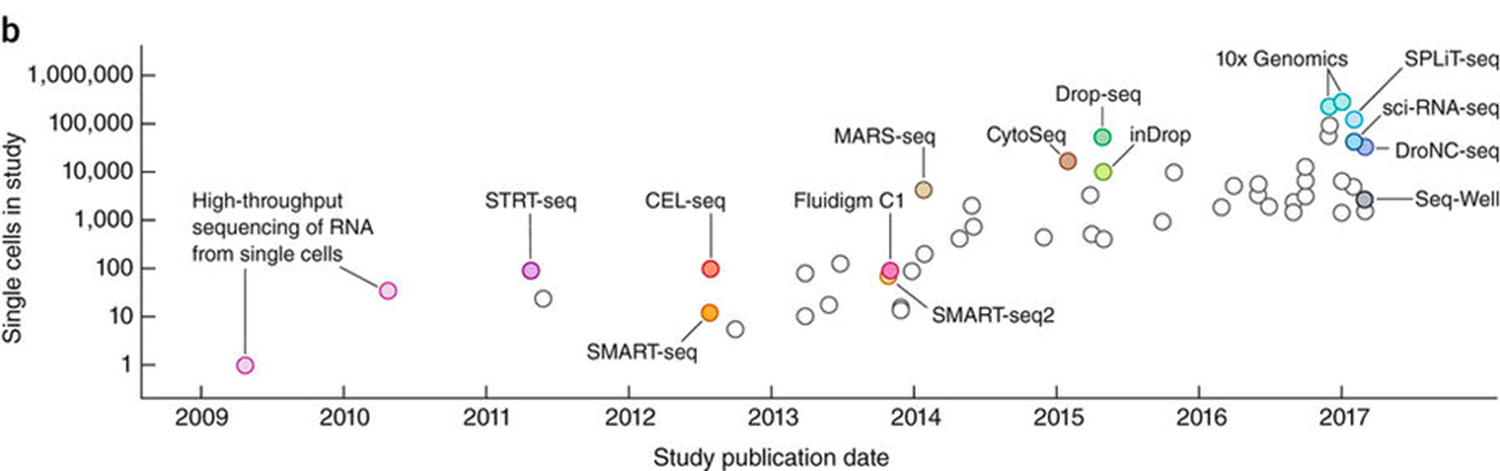 b
Single cells in study
1,000,000
100,000
10,000
1,000
100
10
1
High-throughput
sequencing of RNA
from single cells
STRT-seq
CEL-seq
SMART-seq
MARS-seq
Fluidigm C1
SMART-seq2
CytoSeq
Drop-seq
inDrop
10x Genomics
SPLiT-seq
sci-RNA-seq
DroNC-seq
Seq-Well
2009 2010 2011 2012 2013 2014 2015 2016 2017
Study publication date